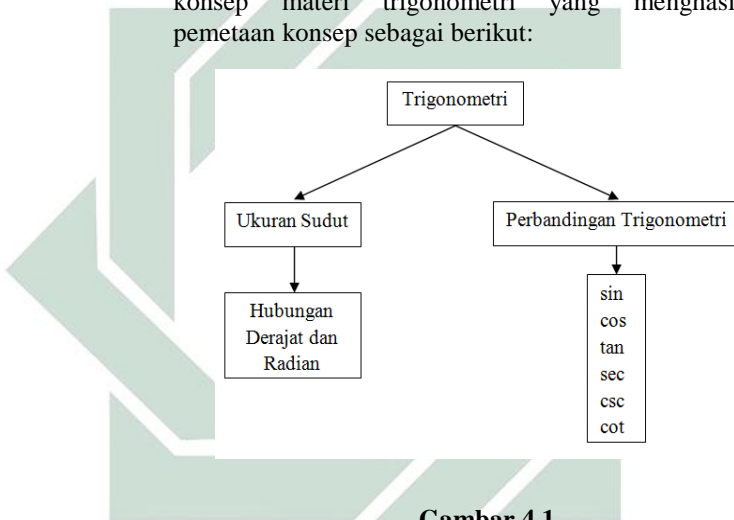 konsep materi trigonometri yang menghasi
pemetaan konsep sebagai berikut:
Trigonometri
Ukuran Sudut
Perbandingan Trigonometri
Hubungan
Derajat dan
Radian
sin
cos
tan
sec
csc
cot
Gambar 4.1